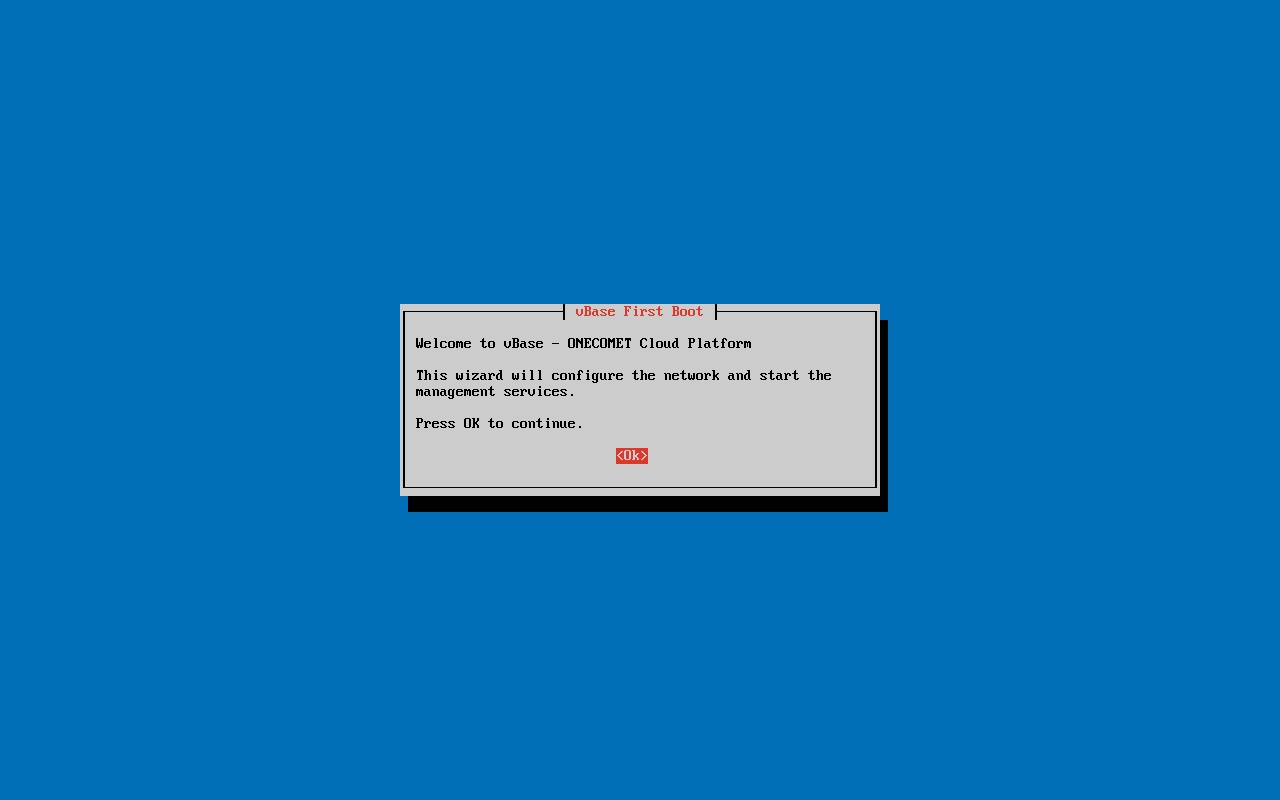 vBase First Boot
Welcome to vBase - ONECOMET Cloud Platform
This wizard will configure the network and start the
management services.
Press OK to continue.
<Ok>